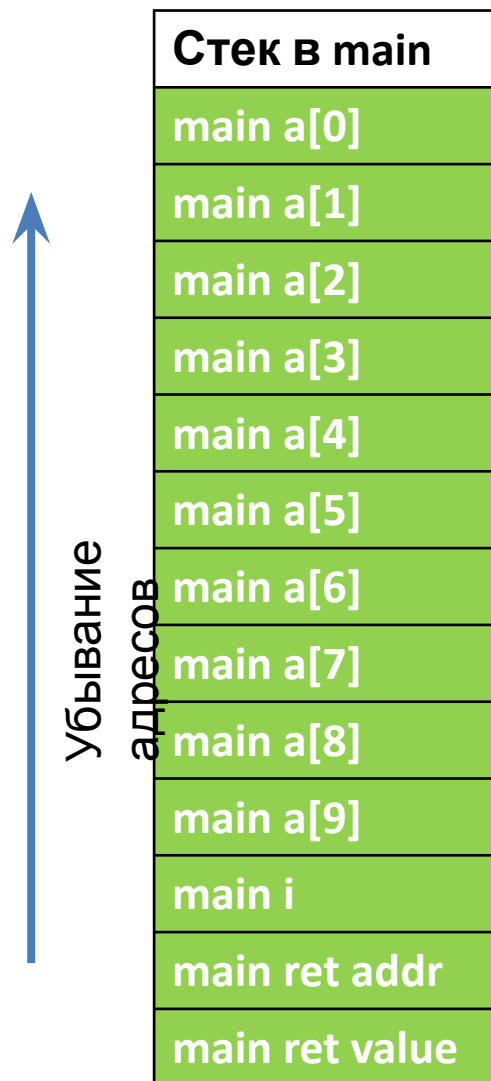 Стек в main
main a[0]
main a[1]
main a[2]
main a[3]
main a[4]
main a[5]
main a[6]
main a[7]
main a[8]
main a[9]
main i
main ret addr
main ret value
Убывание
адресов